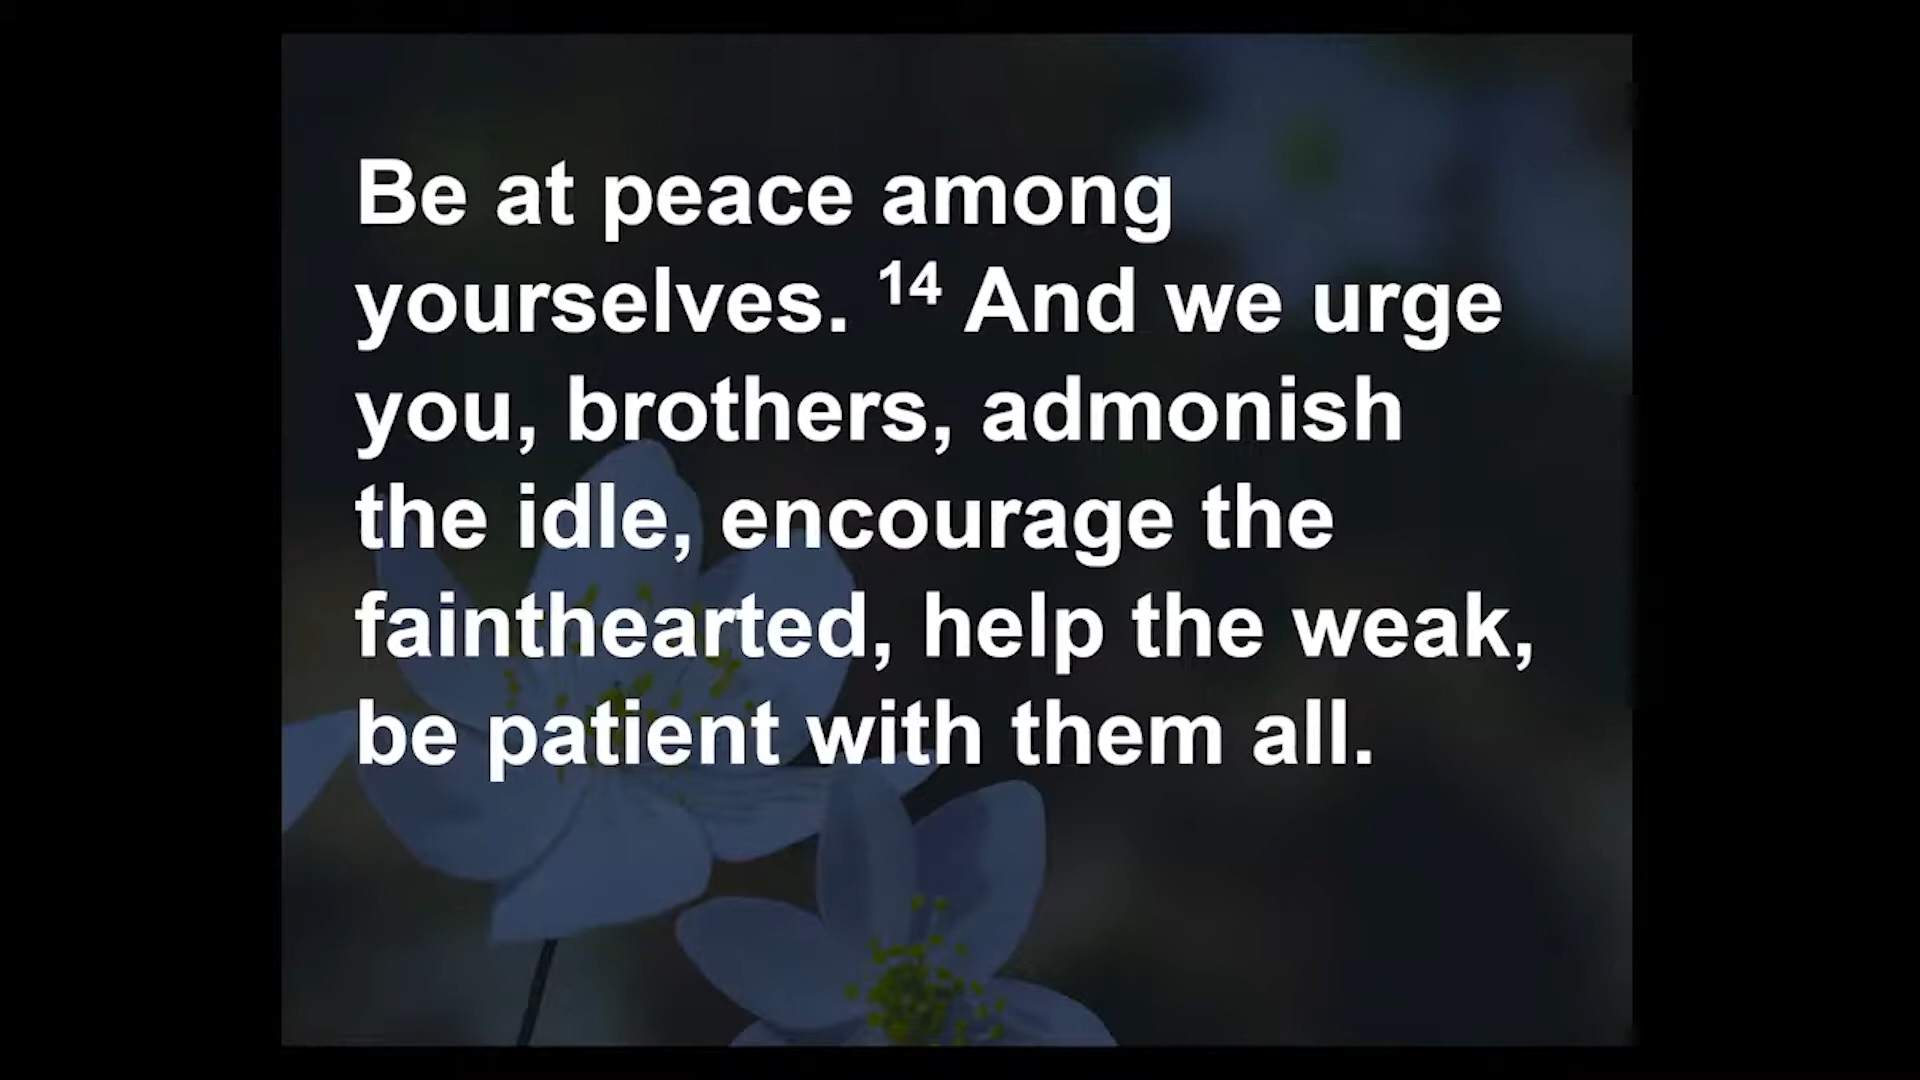 Be at peace among
yourselves. 14 And we urge
you, brothers, admonish
the idle, encourage the
fainthearted, help the weak,
be patient with them all.